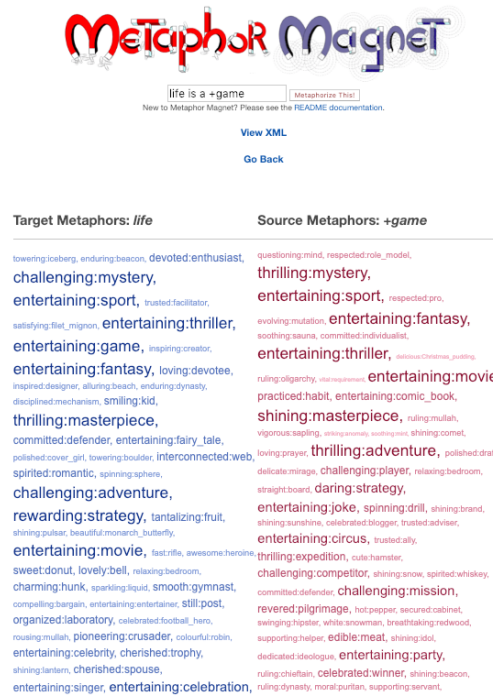 Metaphor Magnet
life is a +game
Metaphorize This!
New to Metaphor Magnet? Please see the README documentation.
View XML
Go Back
Target Metaphors: life
towering:iceberg, enduring:beacon, devoted:enthusiast,
challenging:mystery,
entertaining:sport, trusted:facilitator,
satisfying:filet_mignon, entertaining:thriller,
entertaining:game, inspiring:creator,
entertaining:fantasy, loving:devotee,
inspired:designer, alluring:beach, enduring:dynasty,
disciplined:mechanism, smiling:kid,
thrilling:masterpiece,
committed:defender, entertaining:fairy_tale,
polished:cover_girl, towering:boulder, interconnected:web,
spirited:romantic, spinning:sphere,
challenging:adventure,
rewarding:strategy, tantalizing:fruit,
shining:pulsar, beautiful:monarch_butterfly,
entertaining:movie, fast:rifle, awesome:heroine,
sweet:donut, lovely:bell, relaxing:bedroom,
charming:hunk, sparkling:liquid, smooth:gymnast,
compelling:bargain, entertaining:entertainer, still:post,
organized:laboratory, celebrated:football_hero,
rousing:mullah, pioneering:crusader, colourful:robin,
entertaining:celebrity, cherished:trophy,
shining:lantern, cherished:spouse,
entertaining:singer, entertaining:celebration,
Source Metaphors: +game
questioning:mind, respected:role_model,
thrilling:mystery,
entertaining:sport, respected:pro,
evolving:mutation, entertaining:fantasy,
soothing:sauna, committed:individualist,
entertaining:thriller, delicious:Christmas_pudding,
ruling:oligarchy, vital:requirement, entertaining:movie
practiced:habit, entertaining:comic_book,
shining:masterpiece, ruling:mullah,
vigorous:sapling, striking:anomaly, soothing:mint, shining:comet,
loving:prayer, thrilling:adventure, polished:dra
delicate:mirage, challenging:player, relaxing:bedroom,
straight:board, daring:strategy,
entertaining:joke, spinning:drill, shining:brand,
shining:sunshine, celebrated:blogger, trusted:adviser,
entertaining:circus, trusted:ally,
thrilling:expedition, cute:hamster,
challenging:competitor, shining:snow, spirited:whiskey,
committed:defender, challenging:mission,
revered:pilgrimage, hot:pepper, secured:cabinet,
swinging:hipster, white:snowman, breathtaking:redwood,
supporting:helper, edible:meat, shining:idol,
dedicated:ideologue, entertaining:party,
ruling:chieftain, celebrated:winner, shining:beacon,
ruling:dynasty, moral:puritan, supporting:servant,